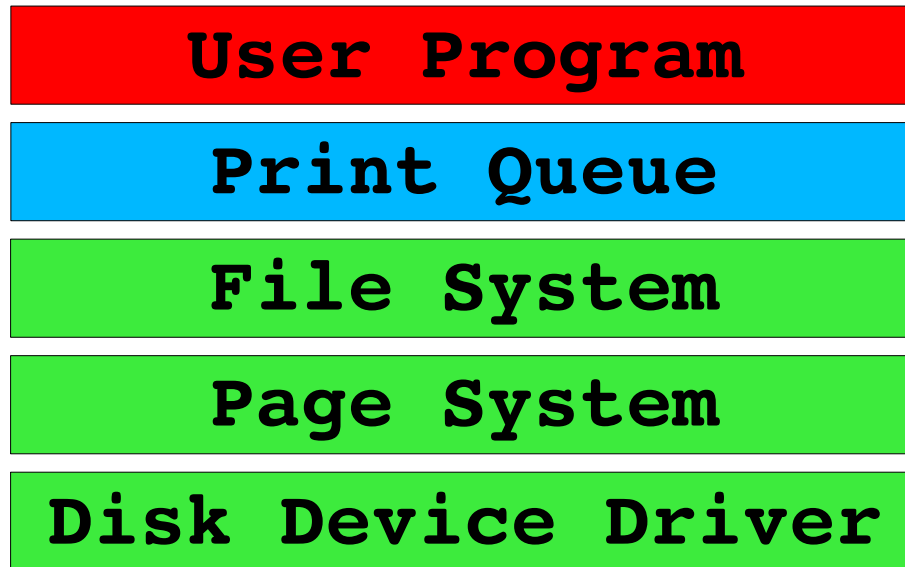 User Program
Print Queue
File System
Page System
Disk Device Driver